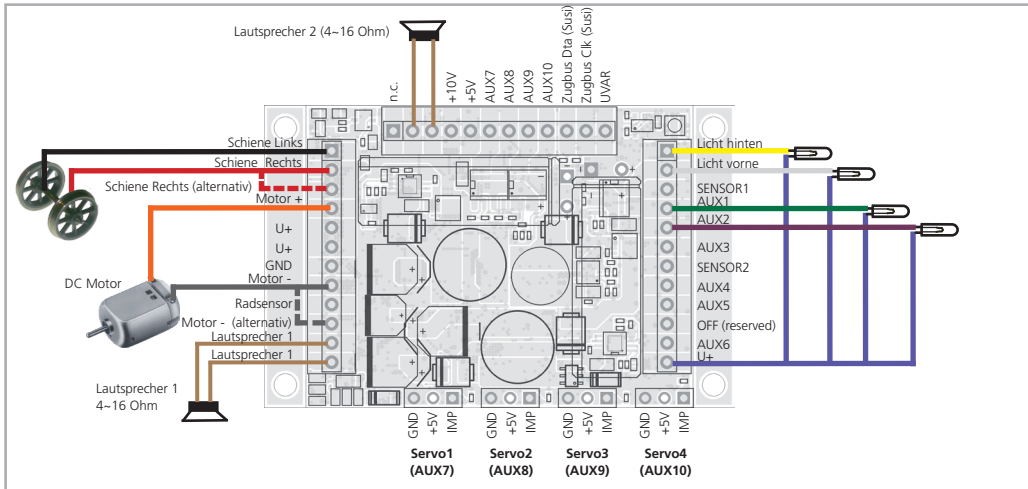 Lautsprecher 2 (4~16 Ohm)
n.c.
+10V
+5V
AUX7
AUX8
AUX9
AUX10
Zugbus Dta (Susi)
Zugbus Clk (Susi)
UVAR
Schiene Links
Schiene Rechts
Schiene Rechts (alternativ)
Motor +
U+
U+
GND
Motor -
DC Motor
Radsensor
Motor - (alternativ)
Lautsprecher 1
Lautsprecher 1
Lautsprecher 1
4~16 Ohm
Licht hinten
Licht vorne
SENSOR1
AUX1
AUX2
AUX3
SENSOR2
AUX4
AUX5
OFF (reserved)
AUX6
U+
GND
+5V
IMP
GND
+5V
IMP
GND
+5V
IMP
GND
+5V
IMP
Servo1
(AUX7)
Servo2
(AUX8)
Servo3
(AUX9)
Servo4
(AUX10)